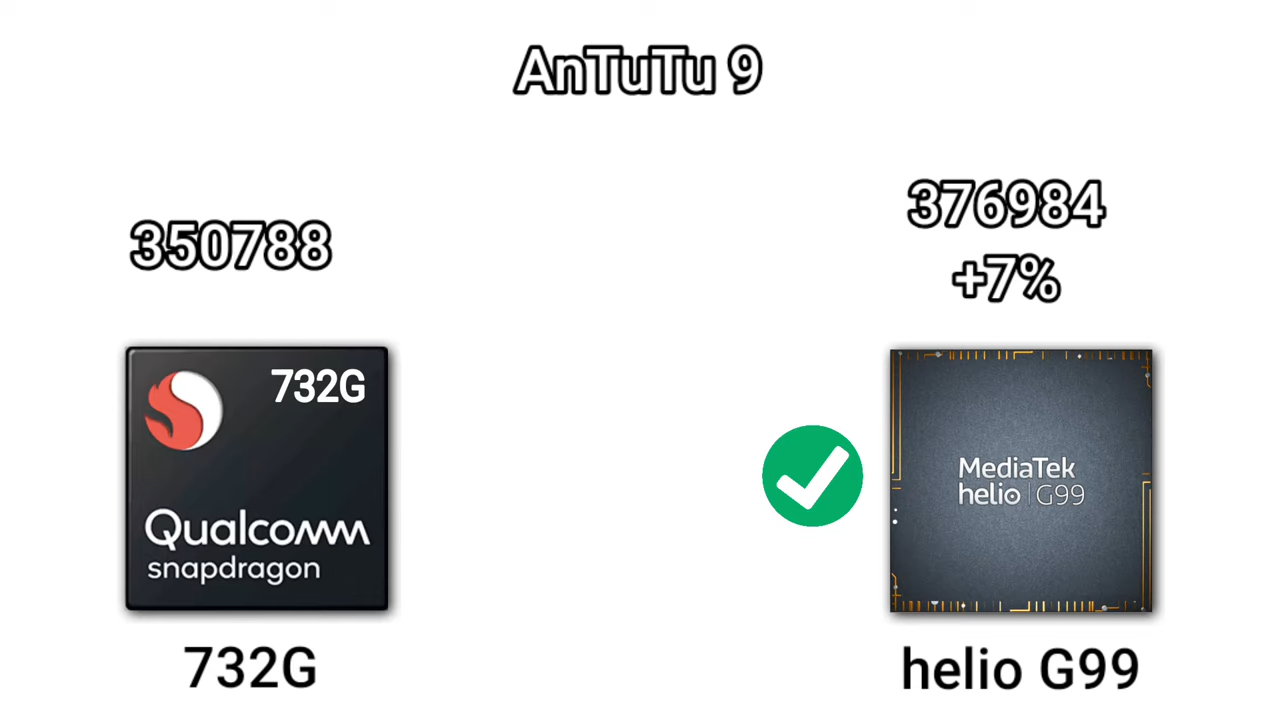 AnTuTu 9
350788
376984
+7%
732G
Qualcomm
snapdragon
MediaTek
helio G99
732G
helio G99